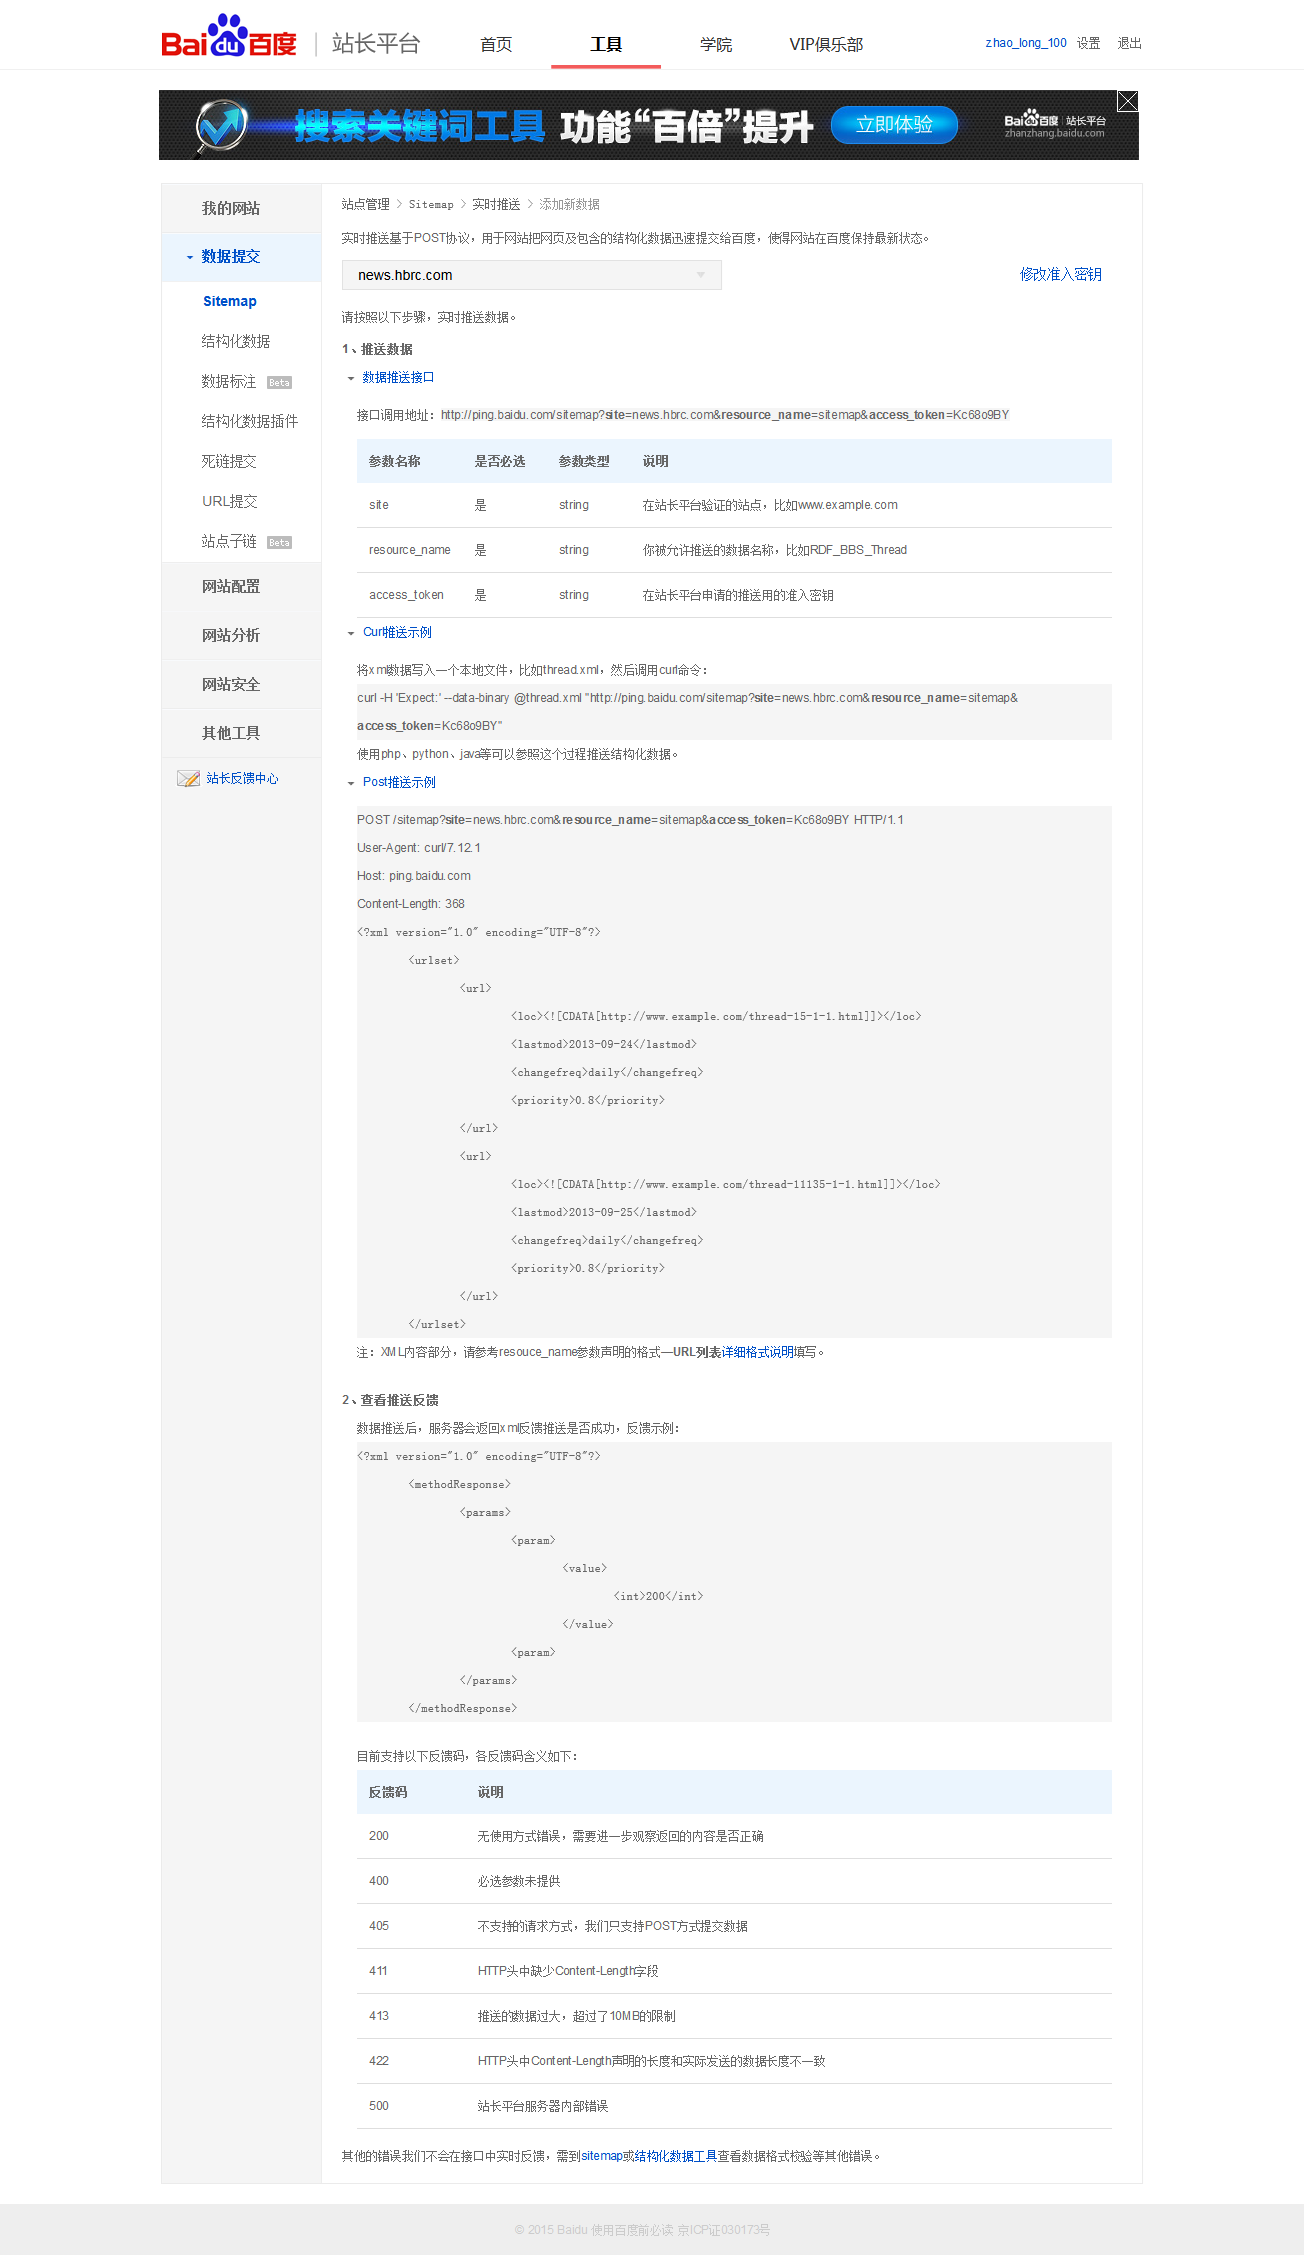 Bai du 百度 站长平台 首页 工具 学院 VIP俱乐部 zhao_long_100 设置 退出
搜索关键词工具 功能“百倍”提升 立即体验 Bai du 百度 站长平台
zhanzhang.baidu.com
我的网站
数据提交
Sitemap
结构化数据
数据标注 Beta
结构化数据插件
死链提交
URL提交
站点子链 Beta
网站配置
网站分析
网站安全
其他工具
站长反馈中心
站点管理 > Sitemap > 实时推送 > 添加新数据
实时推送基于POST协议，用于网站把网页及包含的结构化数据迅速提交给百度，使得网站在百度保持最新状态。
news.hbrc.com 修改准入密钥
请按照以下步骤，实时推送数据。
1、推送数据
数据推送接口
接口调用地址：http://ping.baidu.com/sitemap?site=news.hbrc.com&resource_name=sitemap&access_token=Kc68o9BY
参数名称 是否必选 参数类型 说明
site 是 string 在站长平台验证的站点，比如www.example.com
resource_name 是 string 你被允许推送的数据名称，比如RDF_BBS_Thread
access_token 是 string 在站长平台申请的推送用的准入密钥
Curl推送示例
将xml数据写入一个本地文件，比如thread.xml，然后调用curl命令：
curl -H 'Expect:' --data-binary @thread.xml "http://ping.baidu.com/sitemap?site=news.hbrc.com&resource_name=sitemap&
access_token=Kc68o9BY"
使用php、python、java等可以参照这个过程推送结构化数据。
Post推送示例
POST /sitemap?site=news.hbrc.com&resource_name=sitemap&access_token=Kc68o9BY HTTP/1.1
User-Agent: curl/7.12.1
Host: ping.baidu.com
Content-Length: 368
<?xml version="1.0" encoding="UTF-8"?>
<urlset>
<url>
<loc><![CDATA[http://www.example.com/thread-15-1-1.html]]></loc>
<lastmod>2013-09-24</lastmod>
<changefreq>daily</changefreq>
<priority>0.8</priority>
</url>
<url>
<loc><![CDATA[http://www.example.com/thread-11135-1-1.html]]></loc>
<lastmod>2013-09-25</lastmod>
<changefreq>daily</changefreq>
<priority>0.8</priority>
</url>
</urlset>
注：XML内容部分，请参考resouce_name参数声明的格式—URL列表详细格式说明填写。
2、查看推送反馈
数据推送后，服务器会返回xml反馈推送是否成功，反馈示例：
<?xml version="1.0" encoding="UTF-8"?>
<methodResponse>
<params>
<param>
<value>
<int>200</int>
</value>
<param>
</params>
</methodResponse>
目前支持以下反馈码，各反馈码含义如下：
反馈码 说明
200 无使用方式错误，需要进一步观察返回的内容是否正确
400 必选参数未提供
405 不支持的请求方式，我们只支持POST方式提交数据
411 HTTP头中缺少Content-Length字段
413 推送的数据过大，超过了10MB的限制
422 HTTP头中Content-Length声明的长度和实际发送的数据长度不一致
500 站长平台服务器内部错误
其他的错误我们不会在接口中实时反馈，需到sitemap或结构化数据工具查看数据格式校验等其他错误。
© 2015 Baidu 使用百度前必读 京ICP证030173号